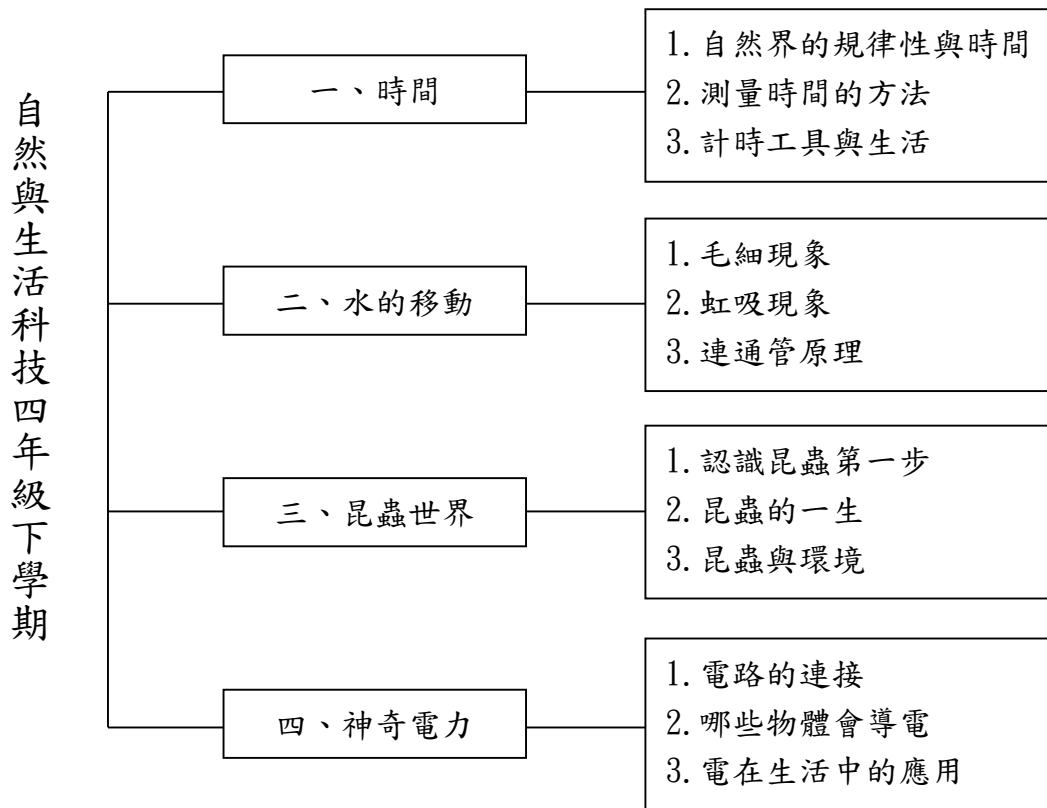 自然與生活科技四年級下學期
一、時間
1.自然界的規律性與時間
2.測量時間的方法
3.計時工具與生活
二、水的移動
1.毛細現象
2.虹吸現象
3.連通管原理
三、昆蟲世界
1.認識昆蟲第一步
2.昆蟲的一生
3.昆蟲與環境
四、神奇電力
1.電路的連接
2.哪些物體會導電
3.電在生活中的應用